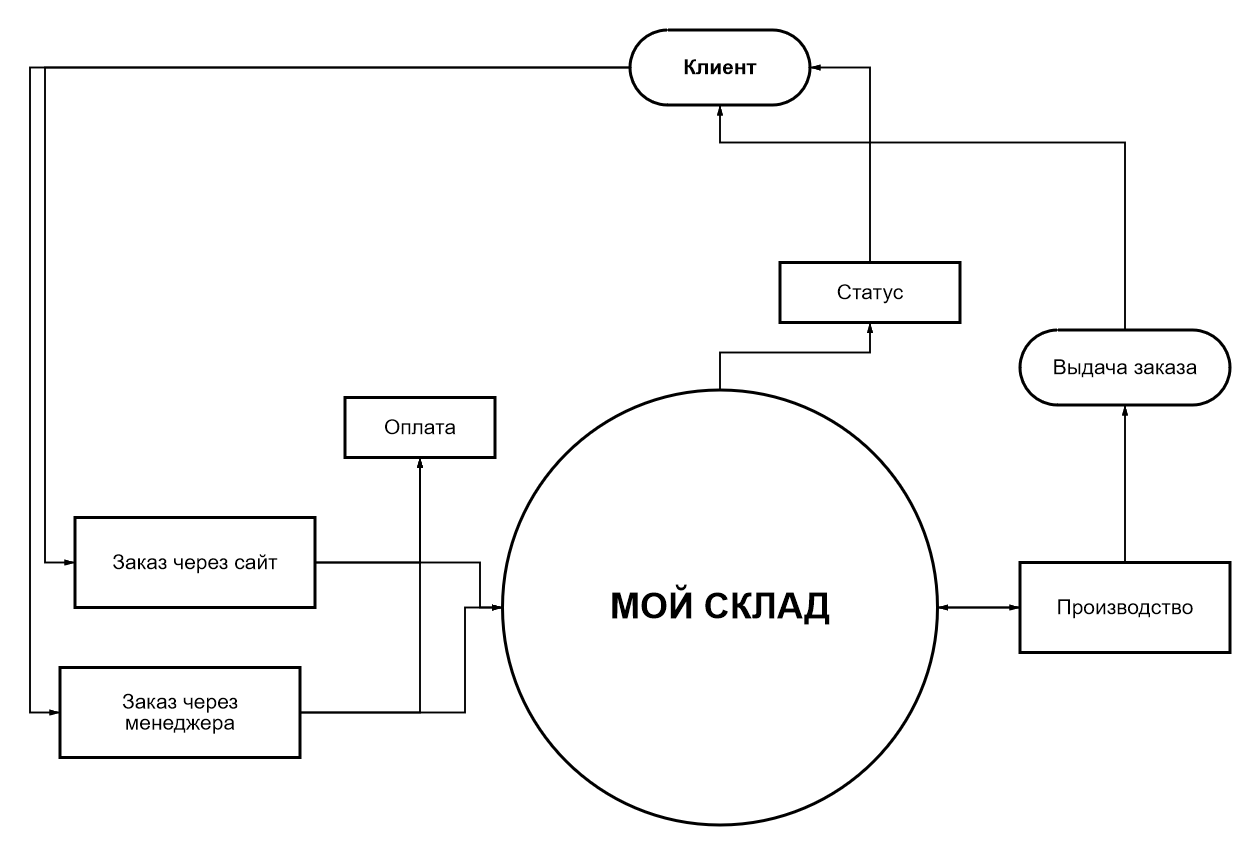 Клиент
Статус
Выдача заказа
Оплата
Заказ через сайт
МОЙ СКЛАД
Производство
Заказ через
менеджера